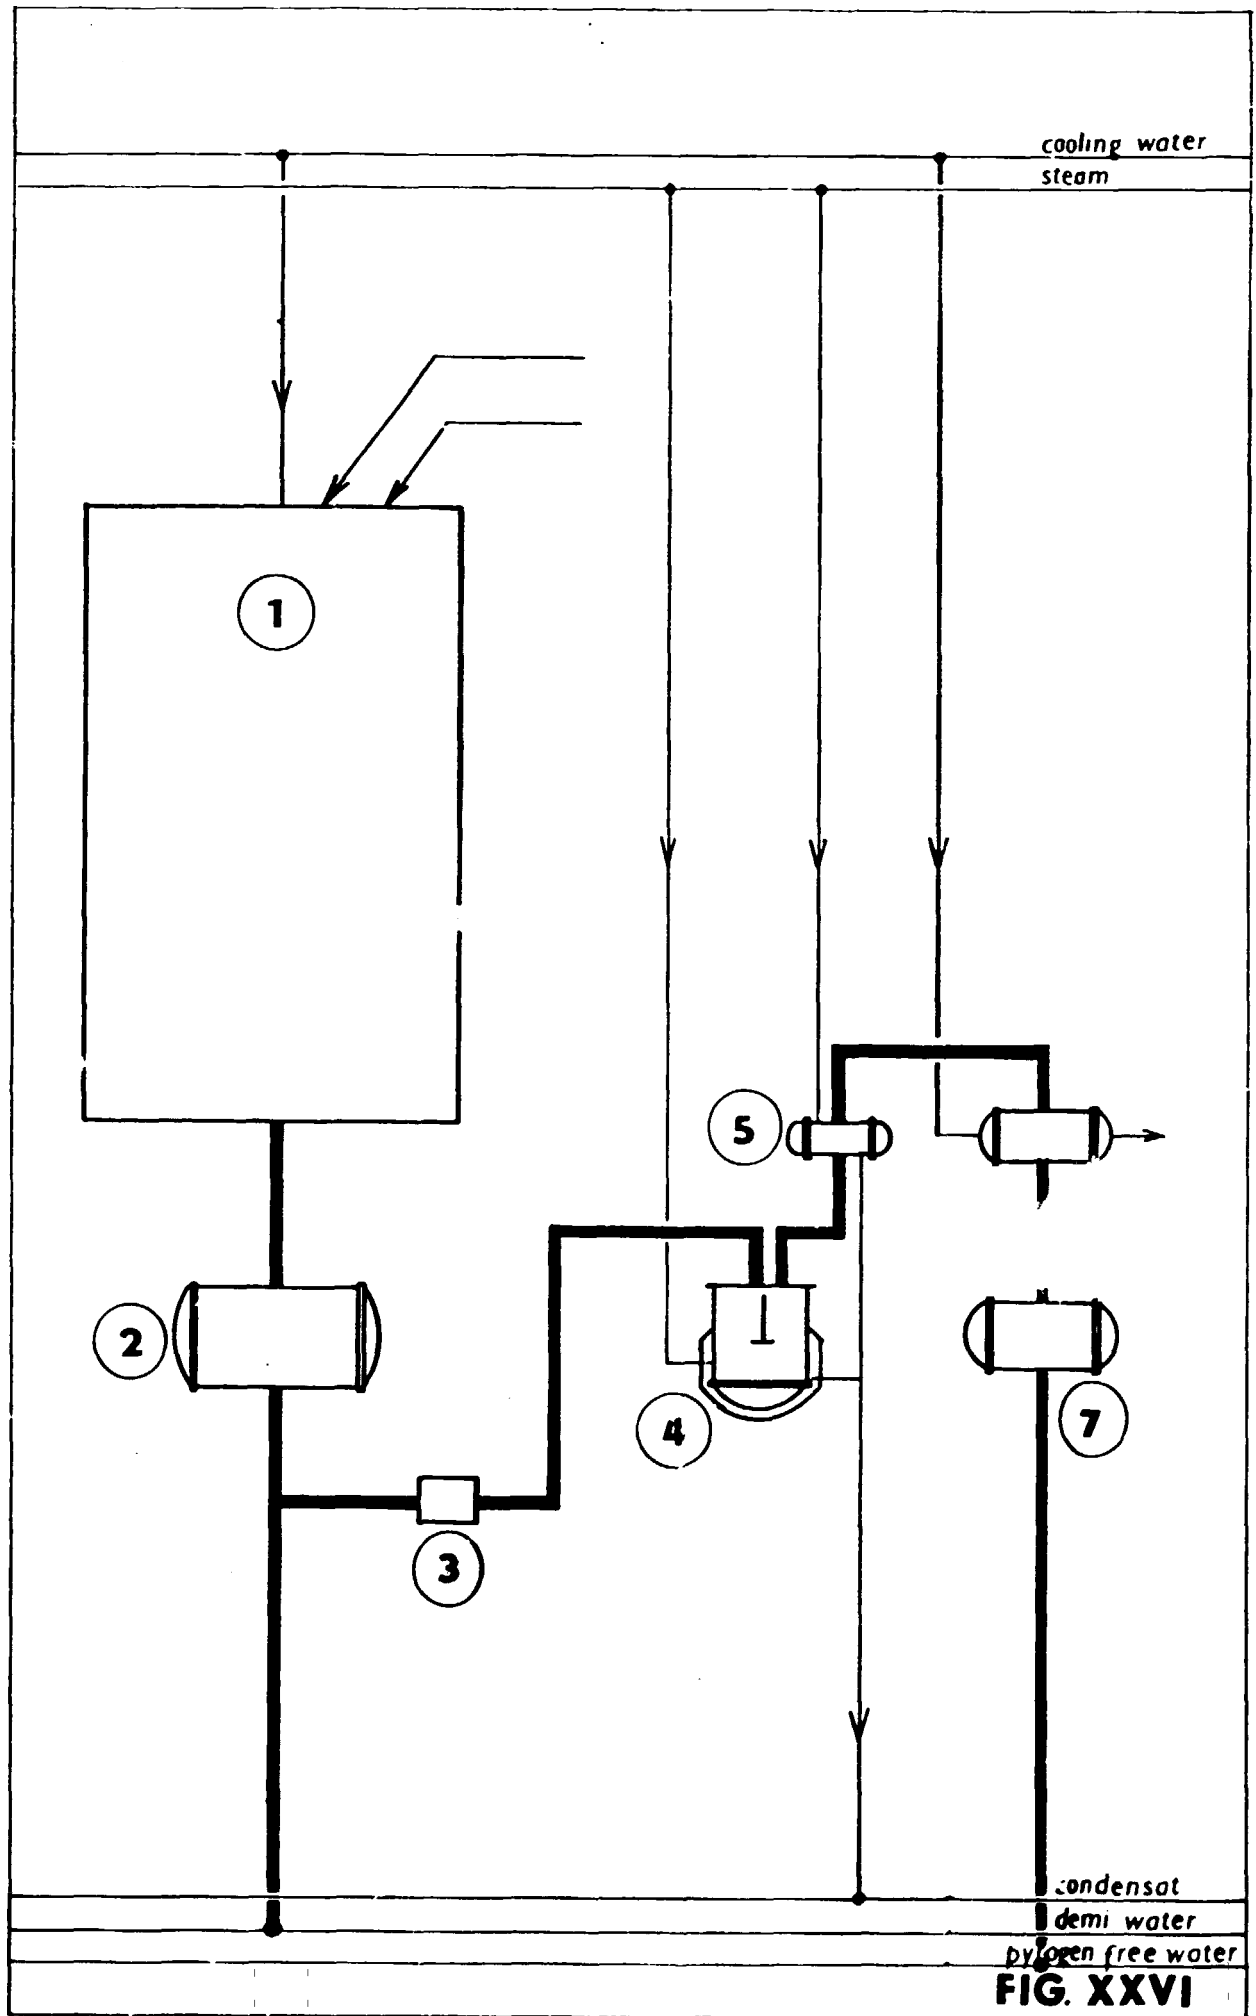 cooling water
steam
1
5
2
4
7
3
condensat
demi water
pyrogen free water
FIG. XXVI